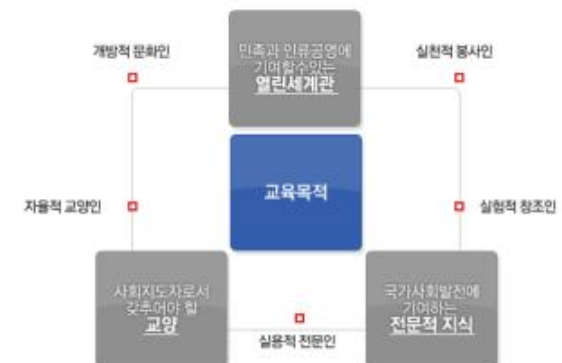 개방적 문화인
민족과 인류공영에
기여할수있는
열린세계관
실천적 봉사인
교육목적
자율적 교양인
실험적 창조인
사회지도자로서
갖추어야 할
교양
국가사회발전에
기여하는
전문적 지식
실용적 전문인